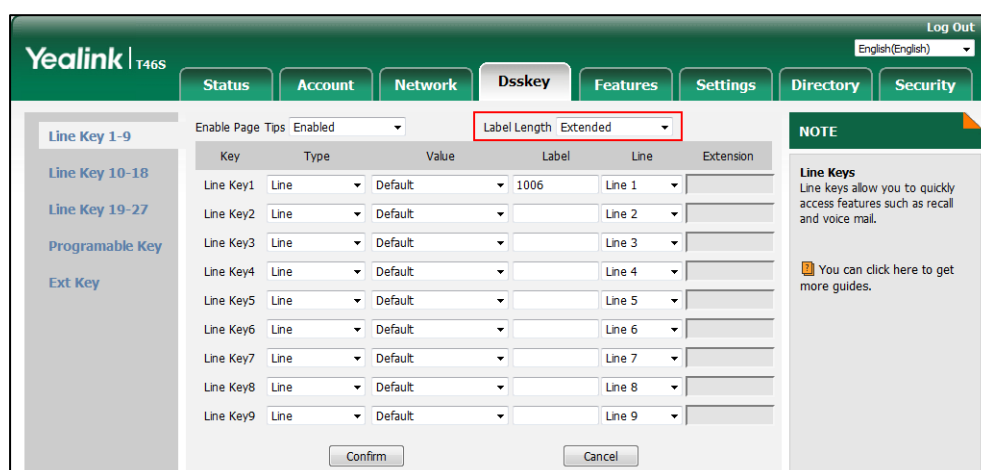 Log Out
Yealink T46S
English(English)
Status Account Network Dsskey Features Settings Directory Security
Line Key 1-9
Line Key 10-18
Line Key 19-27
Programable Key
Ext Key
Enable Page Tips Enabled Label Length Extended
Key Type Value Label Line Extension
Line Key1 Line Default 1006 Line 1
Line Key2 Line Default Line 2
Line Key3 Line Default Line 3
Line Key4 Line Default Line 4
Line Key5 Line Default Line 5
Line Key6 Line Default Line 6
Line Key7 Line Default Line 7
Line Key8 Line Default Line 8
Line Key9 Line Default Line 9
Confirm Cancel
NOTE
Line Keys
Line keys allow you to quickly
access features such as recall
and voice mail.
? You can click here to get
more guides.